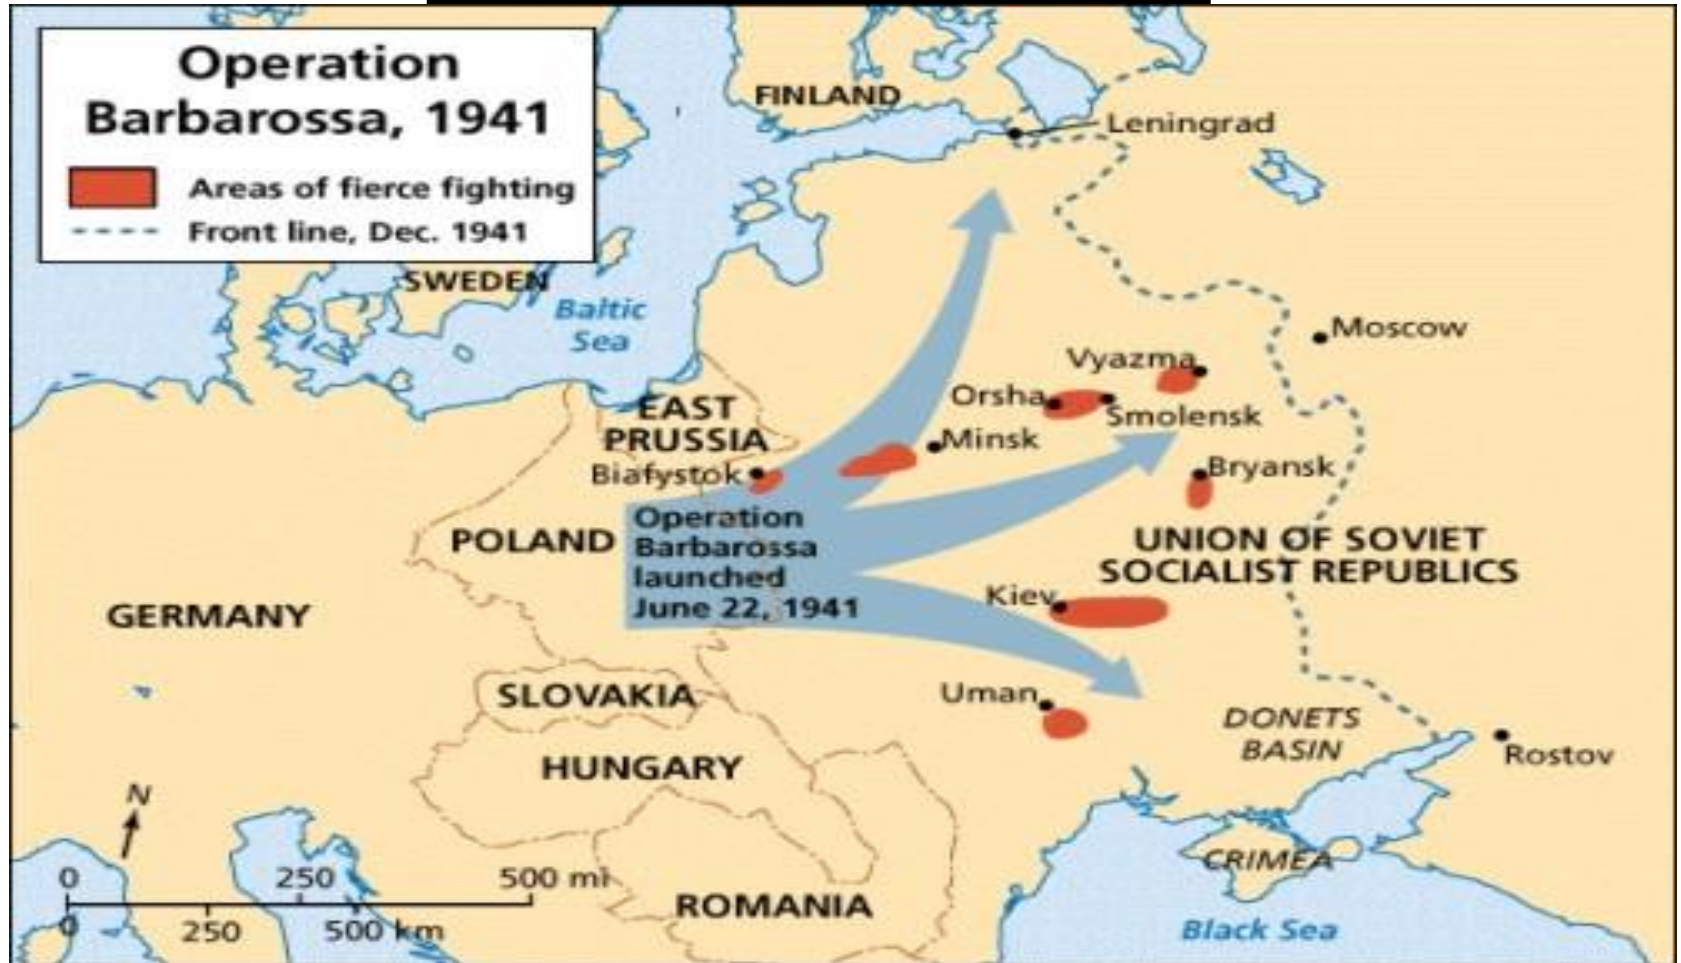 Operation
Barbarossa, 1941
Areas of fierce fighting
Front line, Dec. 1941
FINLAND
Leningrad
SWEDEN
Baltic
Sea
Moscow
Vyazma
Orsha
Smolensk
EAST
PRUSSIA
Minsk
Białystok
Bryansk
POLAND
Operation
Barbarossa
launched
June 22, 1941
UNION OF SOVIET
SOCIALIST REPUBLICS
GERMANY
Kiev
SLOVAKIA
Uman
DONETS
BASIN
HUNGARY
Rostov
N
CRIMEA
0 250 500 mi
0 250 500 km
ROMANIA
Black Sea